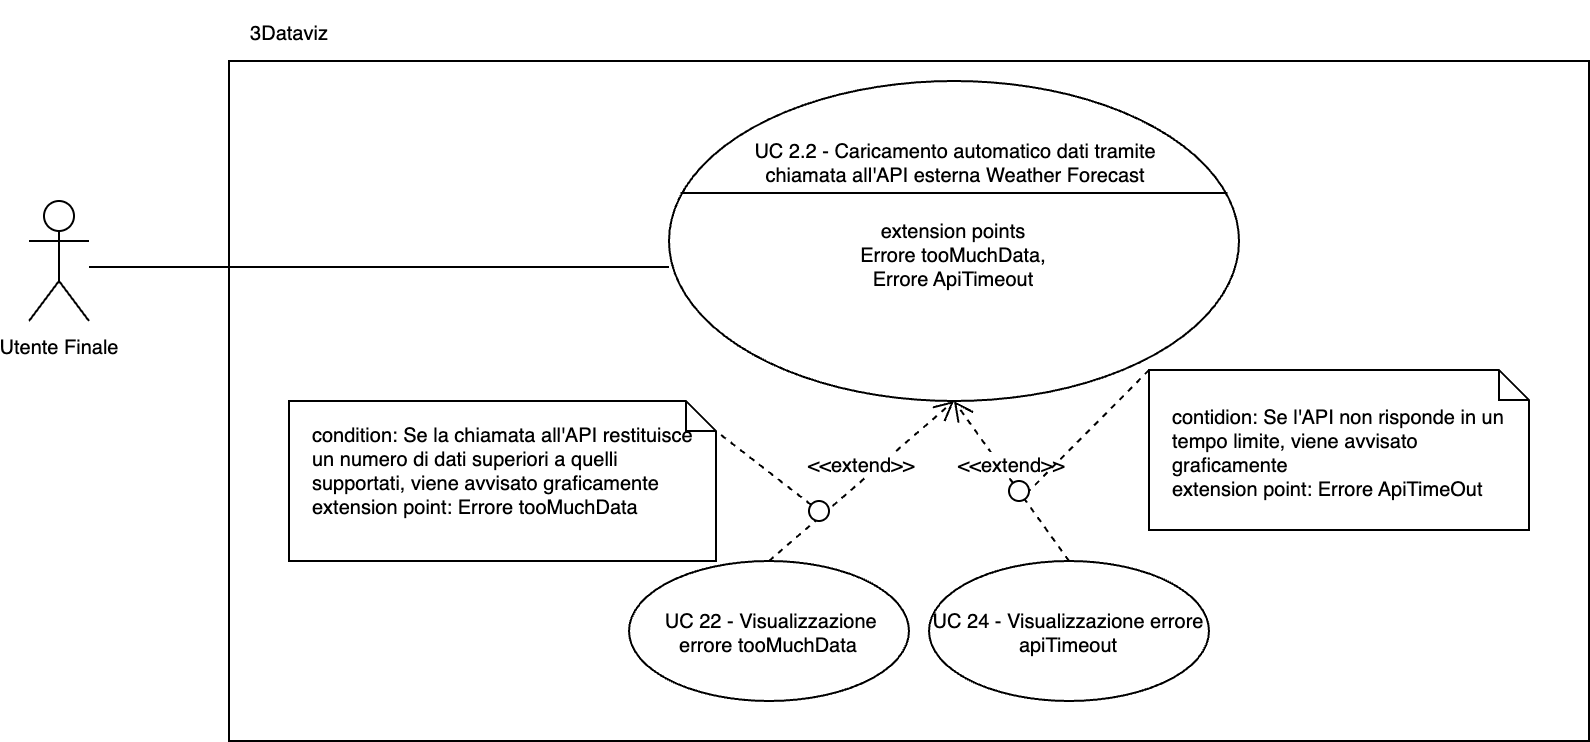 3Dataviz
UC 2.2 - Caricamento automatico dati tramite
chiamata all'API esterna Weather Forecast
extension points
Errore tooMuchData,
Errore ApiTimeout
Utente Finale
condition: Se la chiamata all'API restituisce
un numero di dati superiori a quelli
supportati, viene avvisato graficamente
extension point: Errore tooMuchData
<<extend>>
<<extend>>
contidion: Se l'API non risponde in un
tempo limite, viene avvisato
graficamente
extension point: Errore ApiTimeOut
UC 22 - Visualizzazione
errore tooMuchData
UC 24 - Visualizzazione errore
apiTimeout